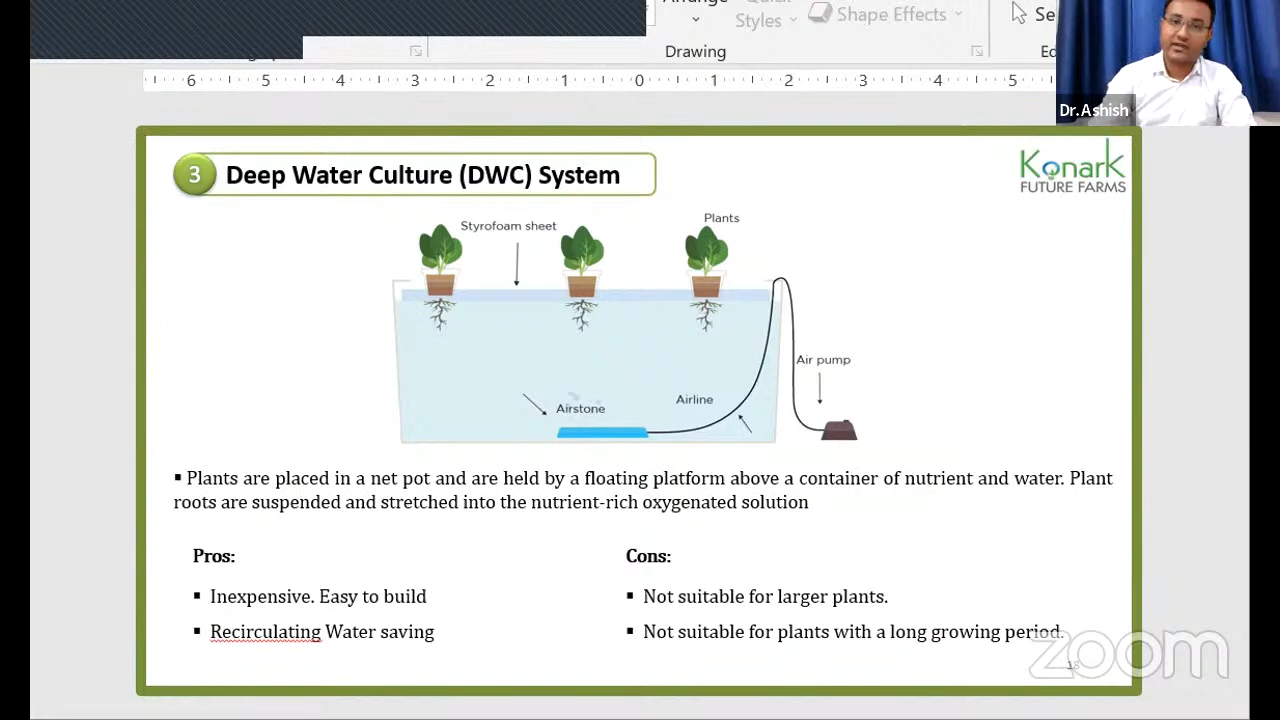 Quick
Styles
Shape Effects
Drawing
6 5 4 3 2 1 0 1 2 3 4 5
Dr.Ashish
3 Deep Water Culture (DWC) System
Konark
FUTURE FARMS
Styrofoam sheet
Plants
Air pump
Airline
Airstone
▪ Plants are placed in a net pot and are held by a floating platform above a container of nutrient and water. Plant
roots are suspended and stretched into the nutrient-rich oxygenated solution
Pros:
▪ Inexpensive. Easy to build
▪ Recirculating Water saving
Cons:
▪ Not suitable for larger plants.
▪ Not suitable for plants with a long growing period.
18
zoom